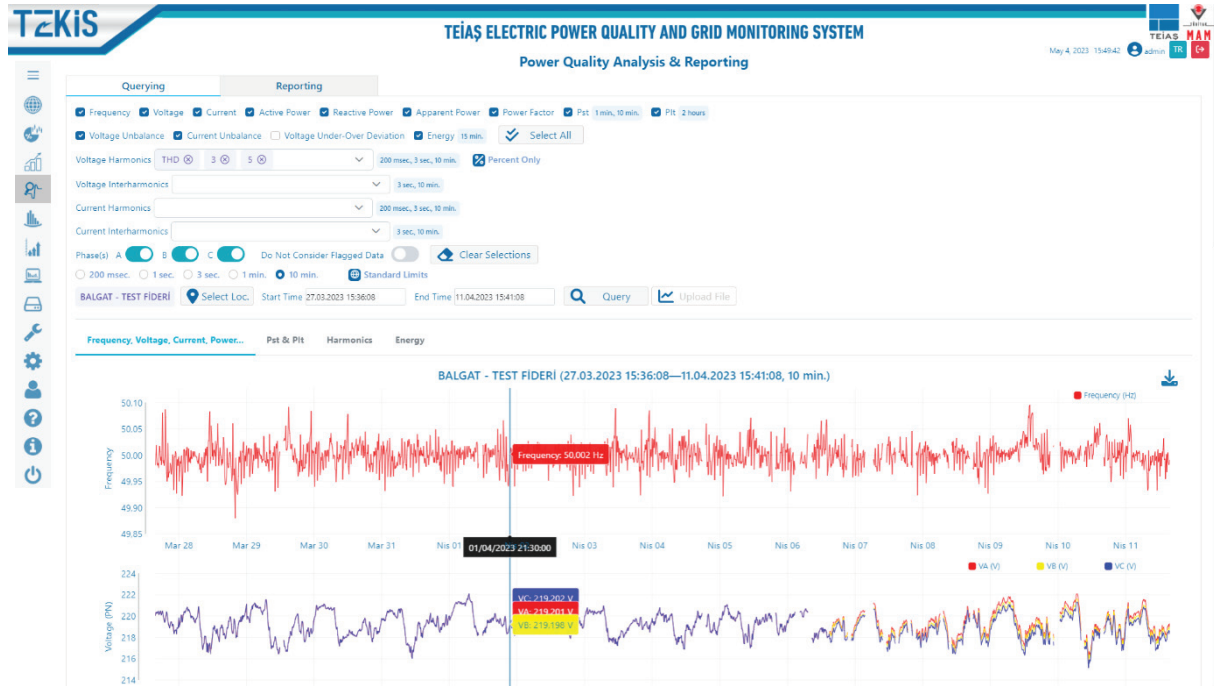 TEKİS
TEİAŞ ELECTRIC POWER QUALITY AND GRID MONITORING SYSTEM
TEİAŞ MAM
May 4, 2023 15:49:42 admin TR
Power Quality Analysis & Reporting
Querying Reporting
Frequency Voltage Current Active Power Reactive Power Apparent Power Power Factor Pst 1 min, 10 min. Plt 2 hours
Voltage Unbalance Current Unbalance Voltage Under-Over Deviation Energy 15 min. Select All
Voltage Harmonics THD 3 5 200 msec., 3 sec., 10 min. Percent Only
Voltage Interharmonics 3 sec., 10 min.
Current Harmonics 200 msec., 3 sec., 10 min.
Current Interharmonics 3 sec., 10 min.
Phase(s) A B C Do Not Consider Flagged Data Clear Selections
200 msec. 1 sec. 3 sec. 1 min. 10 min. Standard Limits
BALGAT - TEST FİDERİ Select Loc. Start Time 27.03.2023 15:36:08 End Time 11.04.2023 15:41:08 Query Upload File
Frequency, Voltage, Current, Power... Pst & Plt Harmonics Energy
BALGAT - TEST FİDERİ (27.03.2023 15:36:08—11.04.2023 15:41:08, 10 min.)
Frequency (Hz)
Frequency
50.10
50.05
50.00
49.95
49.90
49.85
Frequency: 50,002 Hz
Mar 28 Mar 29 Mar 30 Mar 31 Nis 01 01/04/2023 21:30:00 Nis 03 Nis 04 Nis 05 Nis 06 Nis 07 Nis 08 Nis 09 Nis 10 Nis 11
VA (V) VB (V) VC (V)
Voltage (PN)
224
222
220
218
216
214
VC: 219.202 V
VA: 219.201 V
VB: 219.198 V